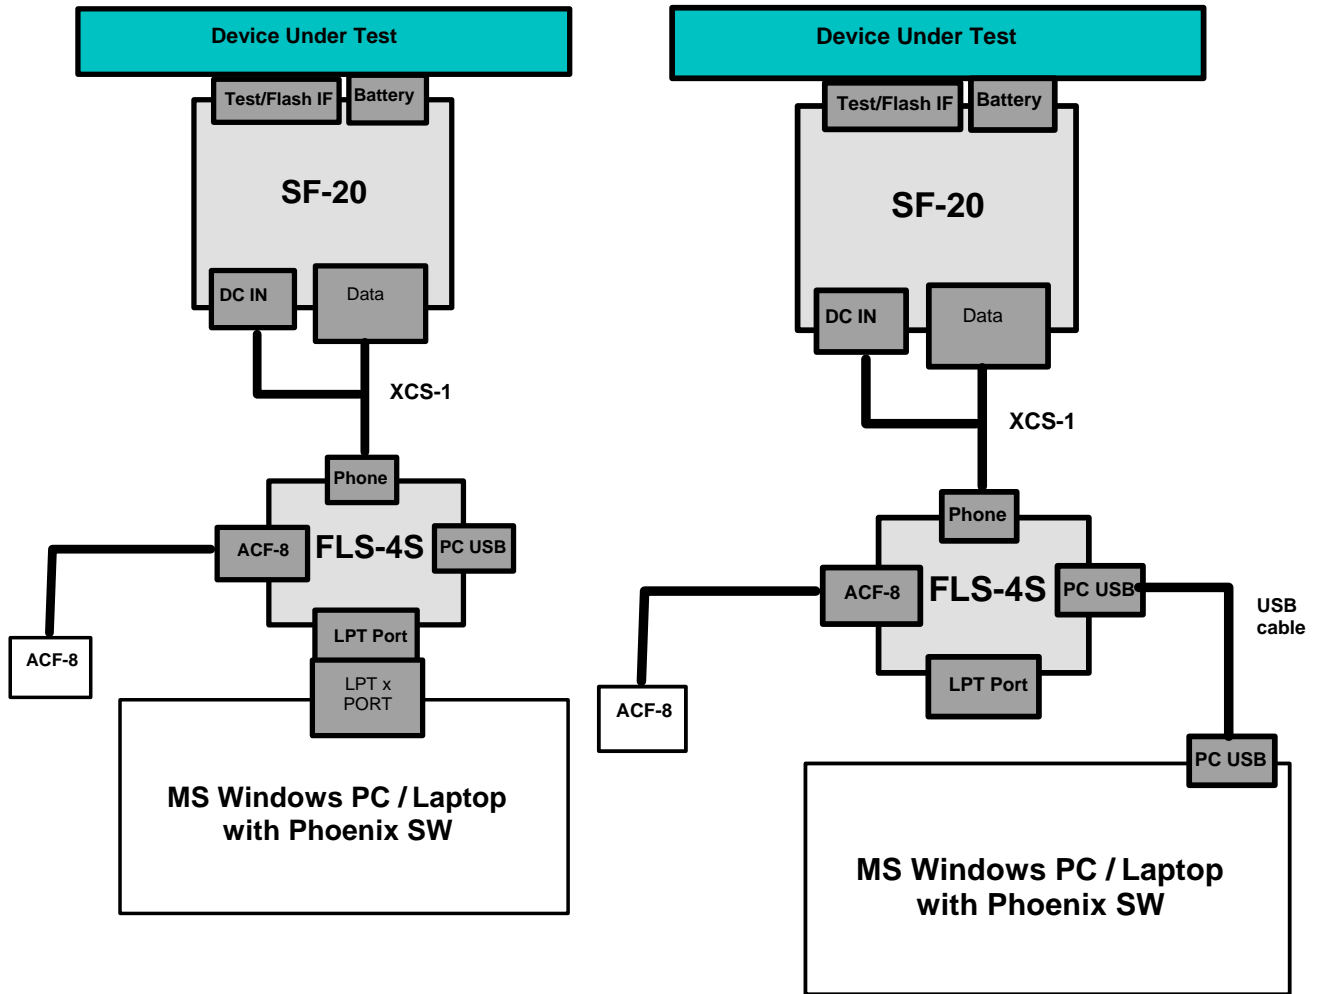 Device Under Test
Test/Flash IF
Battery
SF-20
DC IN
Data
XCS-1
Phone
ACF-8
FLS-4S
PC USB
LPT Port
ACF-8
LPT x
PORT
MS Windows PC / Laptop
with Phoenix SW
Device Under Test
Test/Flash IF
Battery
SF-20
DC IN
Data
XCS-1
Phone
ACF-8
FLS-4S
PC USB
USB
cable
LPT Port
ACF-8
PC USB
MS Windows PC / Laptop
with Phoenix SW